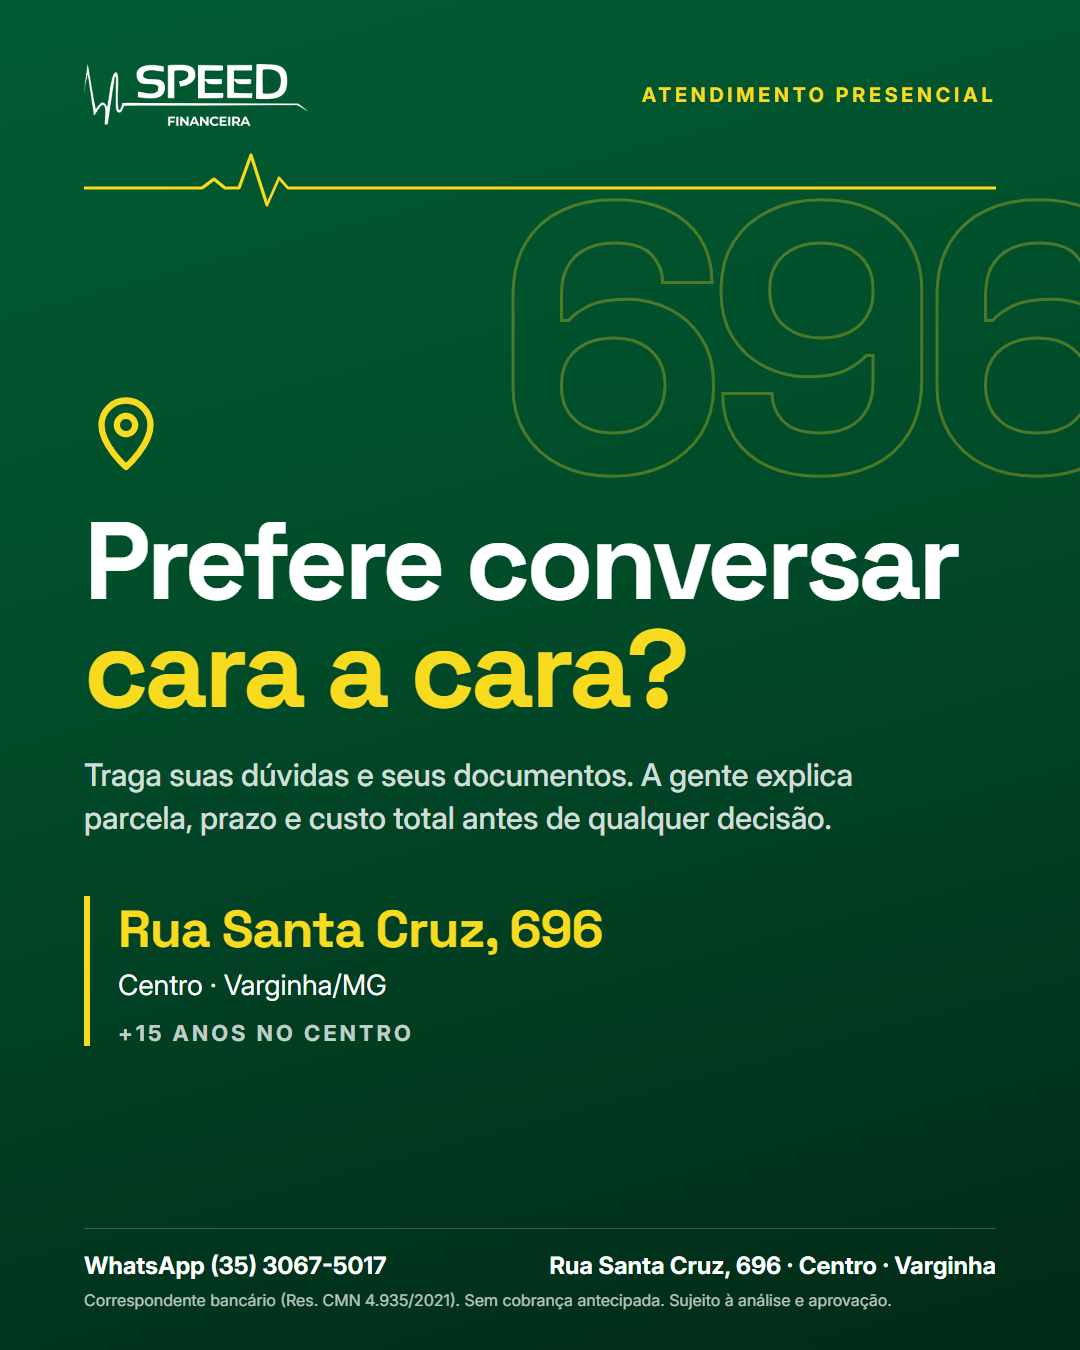 SPEED
FINANCEIRA
ATENDIMENTO PRESENCIAL
696
Prefere conversar
cara a cara?
Traga suas dúvidas e seus documentos. A gente explica
parcela, prazo e custo total antes de qualquer decisão.
Rua Santa Cruz, 696
Centro · Varginha/MG
+15 ANOS NO CENTRO
WhatsApp (35) 3067-5017
Rua Santa Cruz, 696 · Centro · Varginha
Correspondente bancário (Res. CMN 4.935/2021). Sem cobrança antecipada. Sujeito à análise e aprovação.